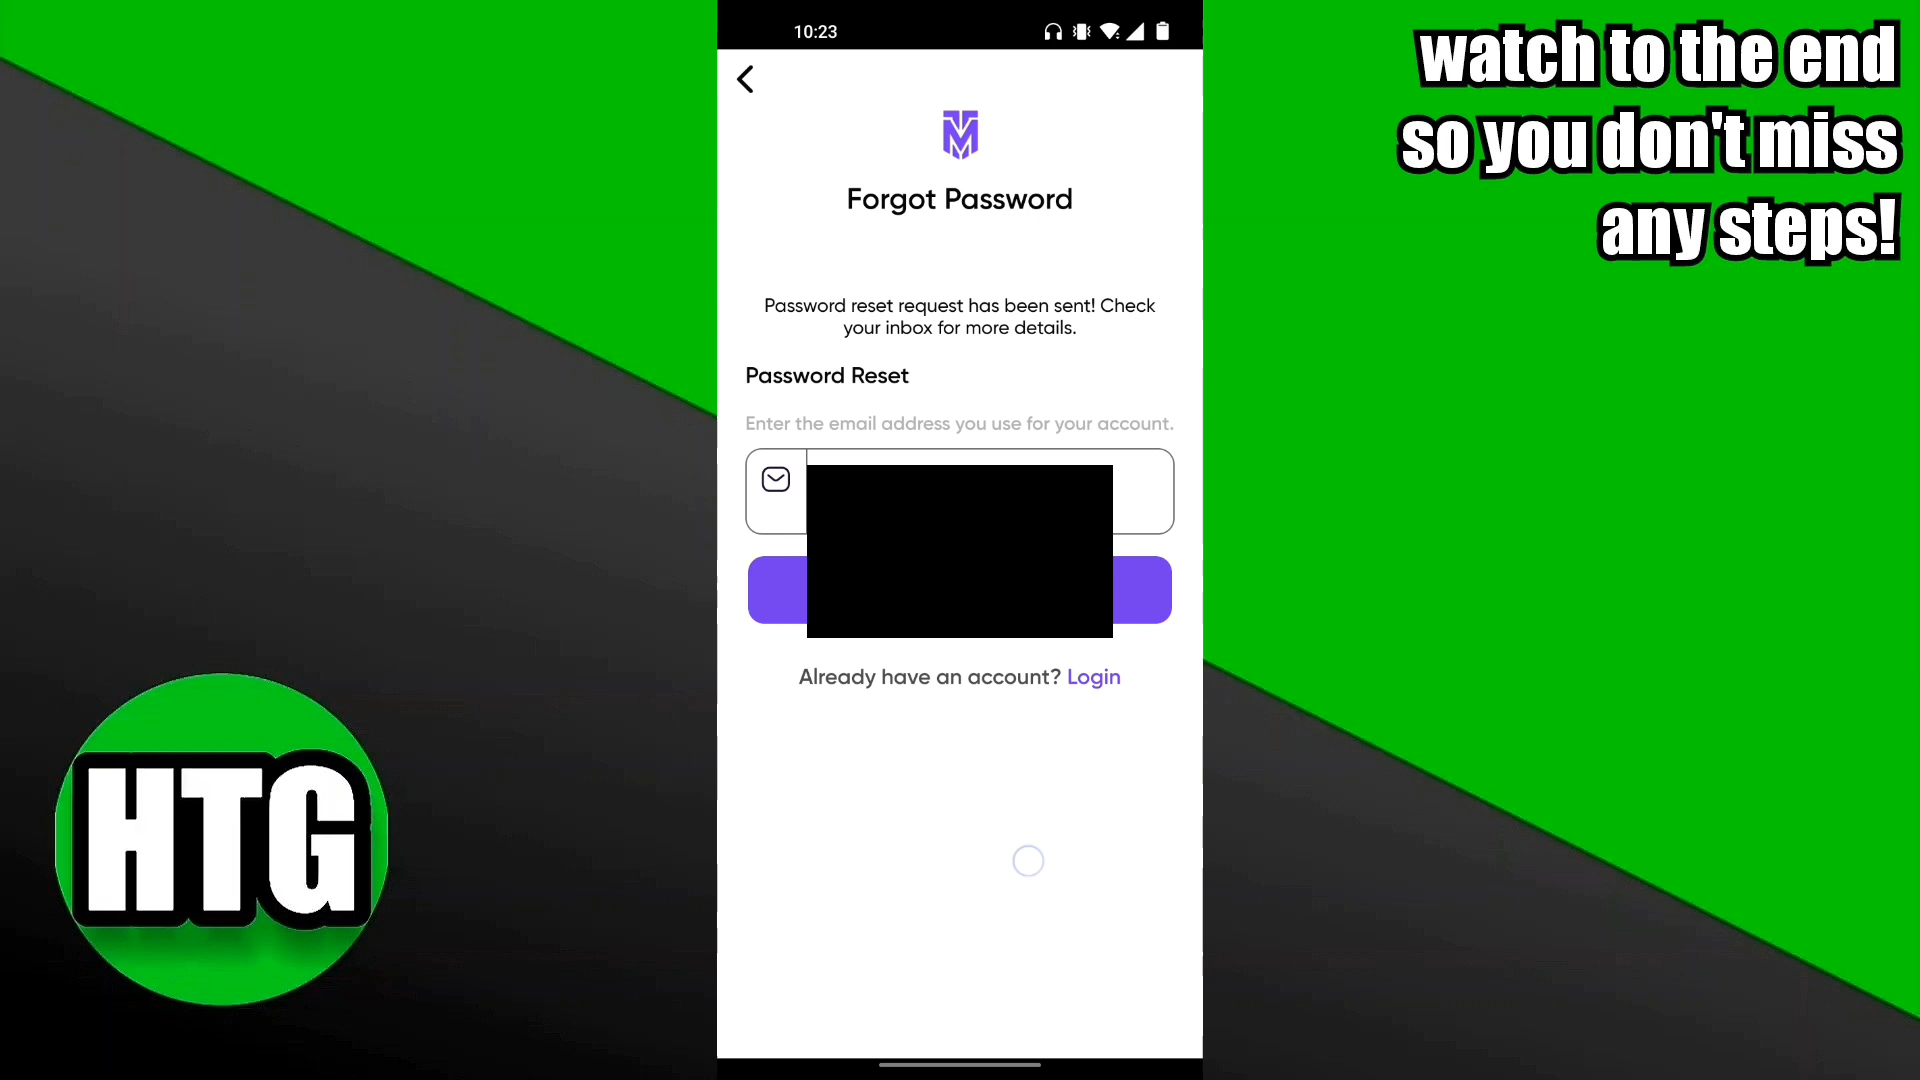 10:23
watch to the end
so you don't miss
any steps!
Forgot Password
Password reset request has been sent! Check
your inbox for more details.
Password Reset
Enter the email address you use for your account.
Already have an account? Login
HTG